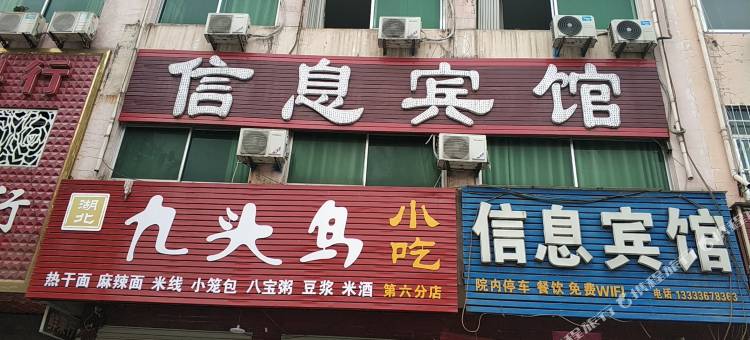 信息宾馆
湖北
九头鸟
小吃
热干面 麻辣面 米线 小笼包 八宝粥 豆浆 米酒 第六分店
信息宾馆
院内停车 餐饮 免费WIFI
电话 13333678363
行
行